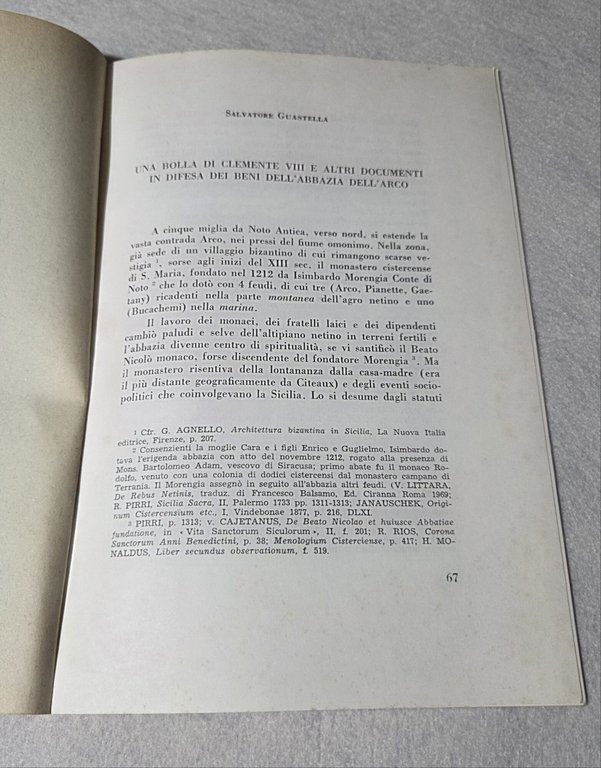 SALVATORE GUASTELLA
UNA BOLLA DI CLEMENTE VIII E ALTRI DOCUMENTI
IN DIFESA DEI BENI DELL'ABBAZIA DELL'ARCO
A cinque miglia da Noto Antica, verso nord, si estende la
vasta contrada Arco, nei pressi del fiume omonimo. Nella zona,
già sede di un villaggio bizantino di cui rimangono scarse ve-
stigia ¹, sorse agli inizi del XIII sec. il monastero cistercense
di S. Maria, fondato nel 1212 da Isimbardo Morengia Conte di
Noto ² che lo dotò con 4 feudi, di cui tre (Arco, Pianette, Gae-
tany) ricadenti nella parte montanea dell'agro netino e uno
(Bucachemi) nella marina.
Il lavoro dei monaci, dei fratelli laici e dei dipendenti
cambiò paludi e selve dell'altipiano netino in terreni fertili e
l'abbazia divenne centro di spiritualità, se vi santificò il Beato
Nicolò monaco, forse discendente del fondatore Morengia ³. Ma
il monastero risentiva della lontananza dalla casa-madre (era
il più distante geograficamente da Citeaux) e degli eventi socio-
politici che coinvolgevano la Sicilia. Lo si desume dagli statuti
1 Cfr. G. AGNELLO, Architettura bizantina in Sicilia, La Nuova Italia
editrice, Firenze, p. 207.
2 Consenzienti la moglie Cara e i figli Enrico e Guglielmo, Isimbardo do-
tava l'erigenda abbazia con atto del novembre 1212, rogato alla presenza di
Mons. Bartolomeo Adam, vescovo di Siracusa; primo abate fu il monaco Ro-
dolfo, venuto con una colonia di dodici cistercensi dal monastero campano di
Terrania. Il Morengia assegnò in seguito all'abbazia altri feudi. (V. LITTARA,
De Rebus Netinis, traduz. di Francesco Balsamo, Ed. Ciranna Roma 1969;
R. PIRRI, Sicilia Sacra, II, Palermo 1733 pp. 1311-1313; JANAUSCHEK, Origi-
num Cistercensium etc., I, Vindebonae 1877, p. 216, DLXI.
3 PIRRI, p. 1313; v. CAJETANUS, De Beato Nicolao et huiusce Abbatiae
fundatione, in « Vita Sanctorum Siculorum », II, f. 201; R. RIOS, Corona
Sanctorum Anni Benedictini, p. 38; Menologium Cisterciense, p. 417; H. MO-
NALDUS, Liber secundus observationum, f. 519.
67